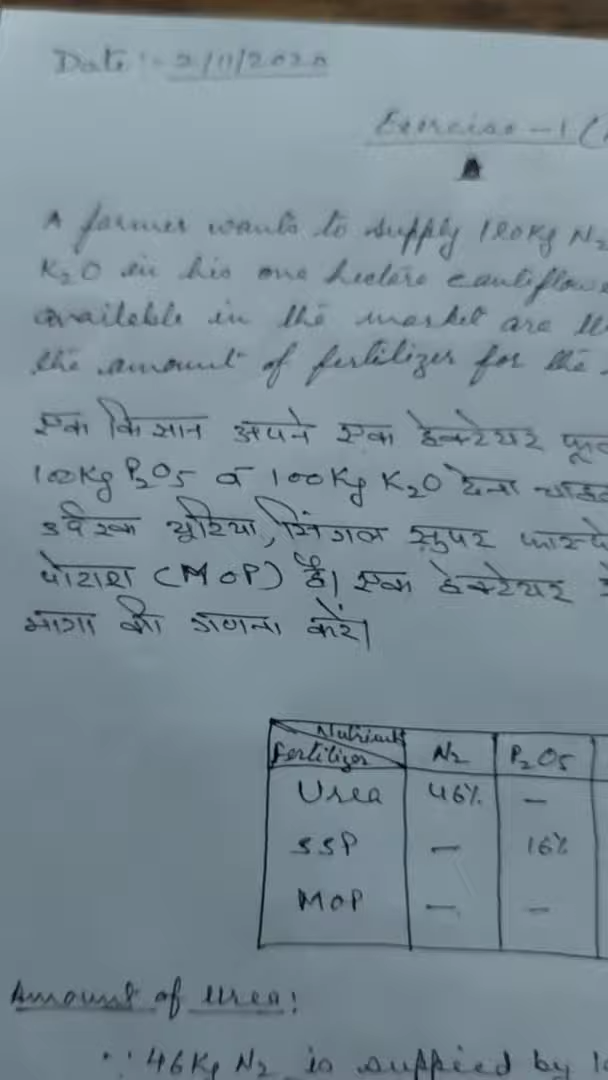 Date :- 2/11/2020
Exercise - 1 (
A farmer wants to supply 120Kg N2
K2O in his one hectare cauliflow
available in the market are
the amount of fertilizer for the
एक किसान अपने एक हेक्टेयर
100Kg P2O5 व 100Kg K2O देना
उर्वरक यूरिया, सिंगल सुपर
पोटाश (MOP) है। एक हेक्टेयर
मात्रा की गणना करें।
Nutrient
Fertilizer N2 P2O5
Urea 46% —
SSP — 16%
MOP — —
Amount of Urea:
∵ 46Kg N2 is suppied by